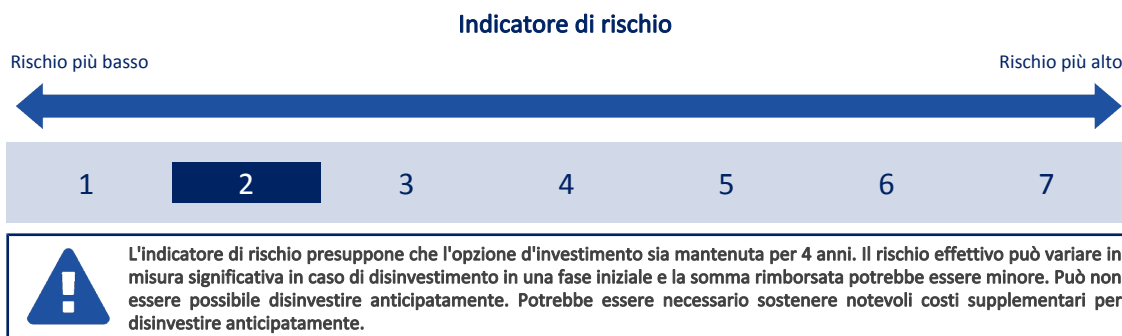 Indicatore di rischio
Rischio più basso
Rischio più alto
1 2 3 4 5 6 7
L'indicatore di rischio presuppone che l'opzione d'investimento sia mantenuta per 4 anni. Il rischio effettivo può variare in
misura significativa in caso di disinvestimento in una fase iniziale e la somma rimborsata potrebbe essere minore. Può non
essere possibile disinvestire anticipatamente. Potrebbe essere necessario sostenere notevoli costi supplementari per
disinvestire anticipatamente.